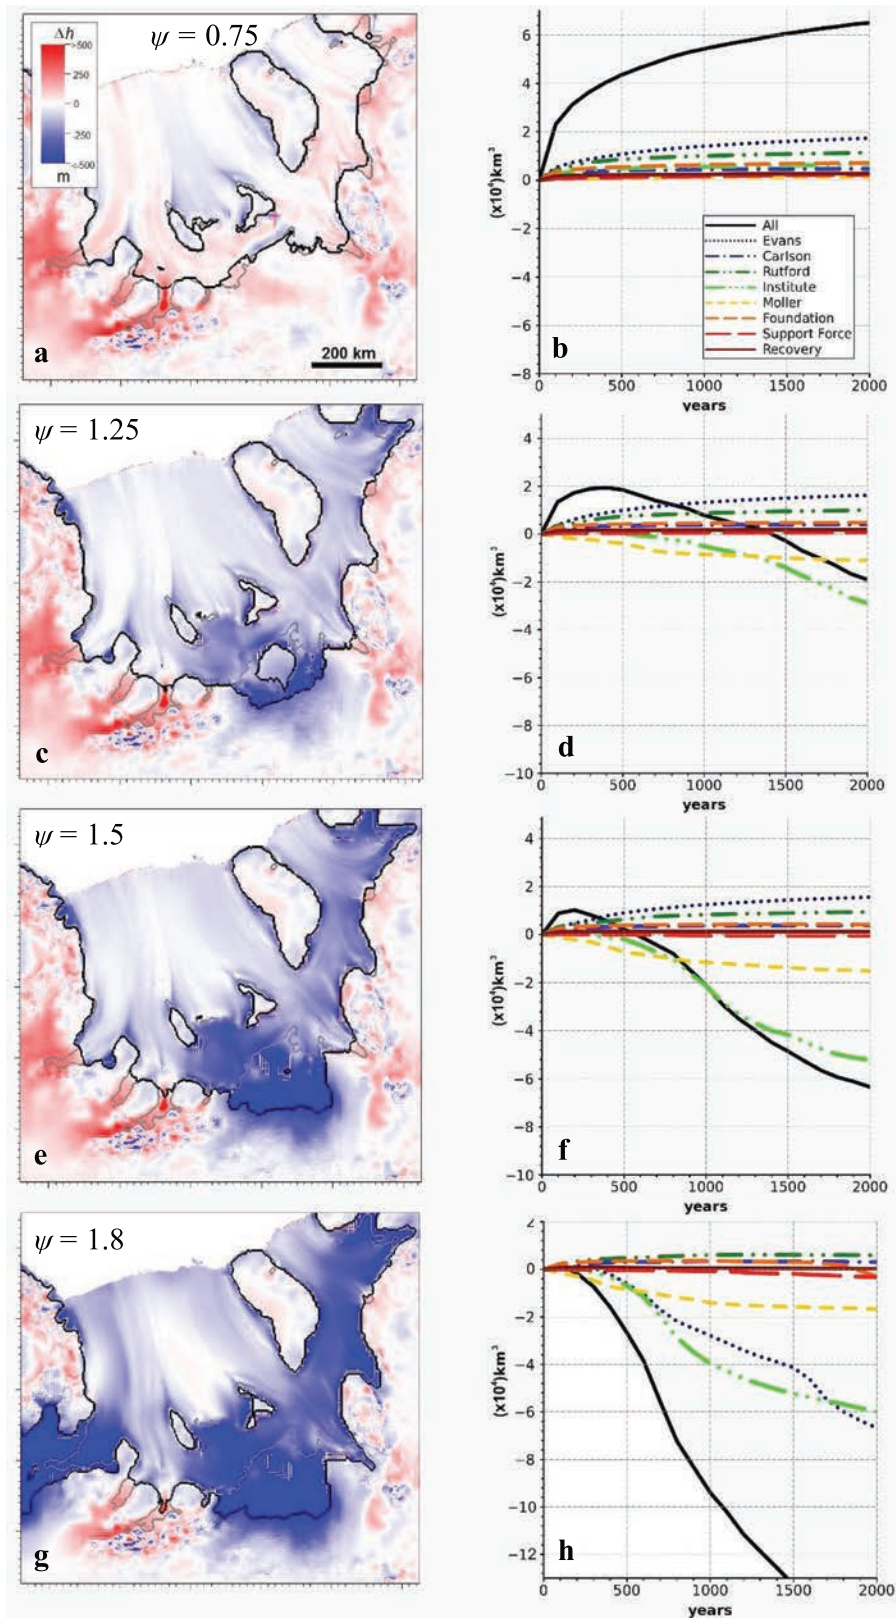 Δh
>500
0
250
<500
m
ψ = 0.75
a
200 km
6
4
2
0
−2
−4
−6
−8
(x10⁴)km³
All
Evans
Carlson
Rutford
Institute
Moller
Foundation
Support Force
Recovery
b
0 500 1000 1500 2000
years
ψ = 1.25
c
4
2
0
−2
−4
−6
−8
−10
(x10⁴)km³
d
0 500 1000 1500 2000
years
ψ = 1.5
e
4
2
0
−2
−4
−6
−8
−10
(x10⁴)km³
f
0 500 1000 1500 2000
years
ψ = 1.8
g
2
0
−2
−4
−6
−8
−10
−12
(x10⁴)km³
h
0 500 1000 1500 2000
years